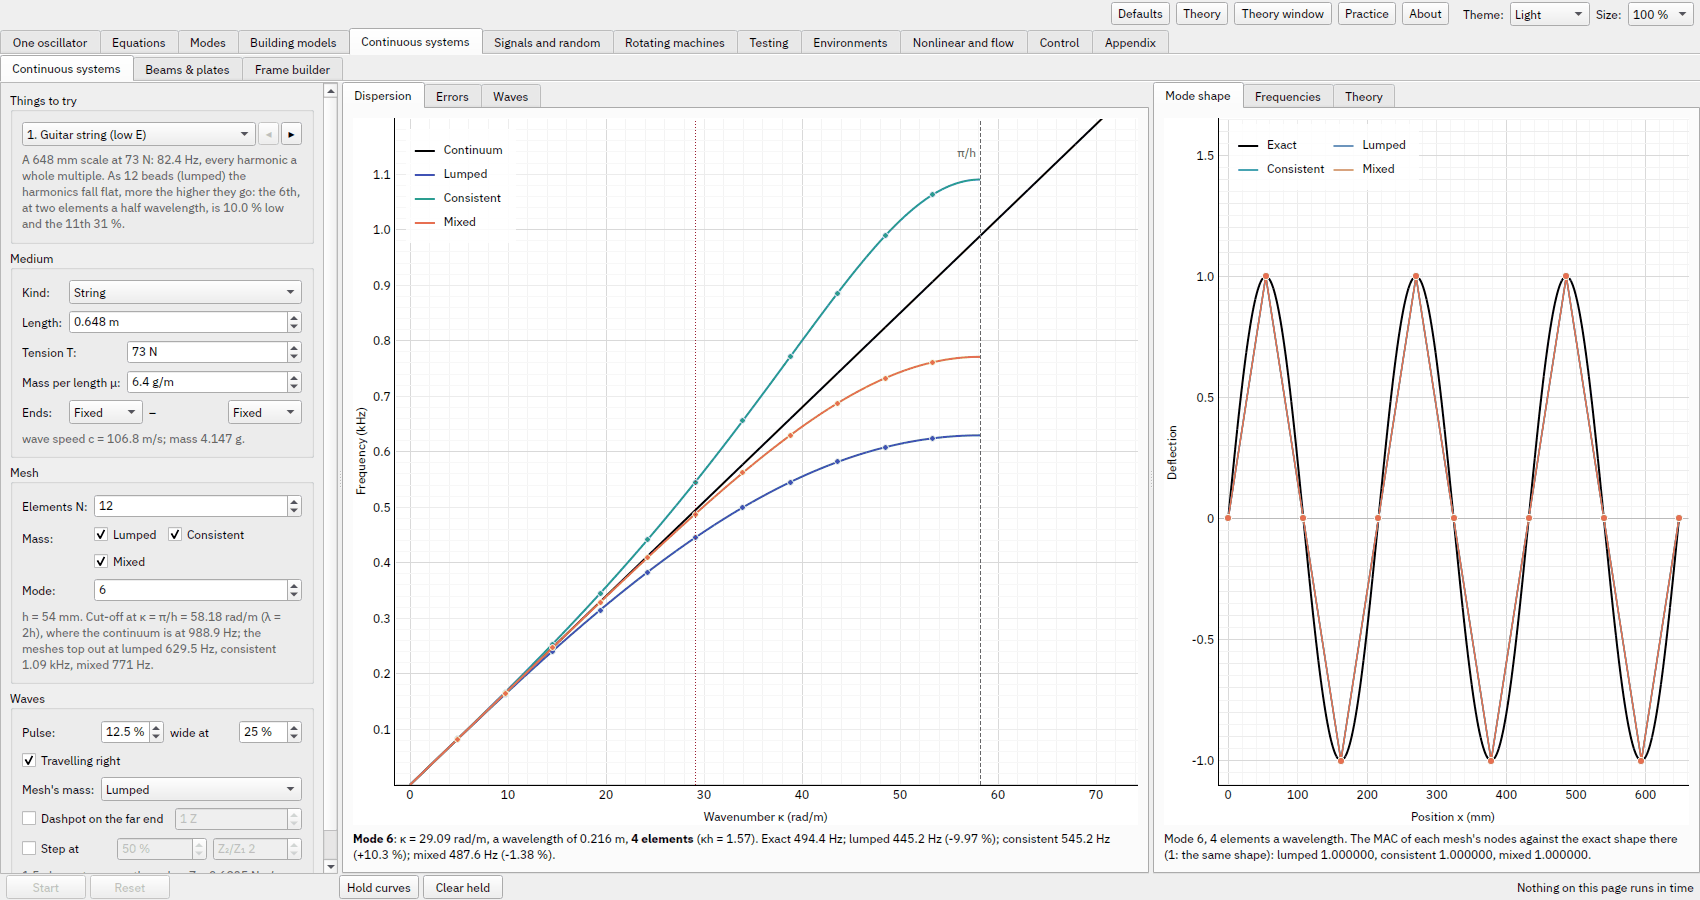 Defaults Theory Theory window Practice About Theme: Light Size: 100 %
One oscillator Equations Modes Building models Continuous systems Signals and random Rotating machines Testing Environments Nonlinear and flow Control Appendix
Continuous systems Beams & plates Frame builder
Things to try
1. Guitar string (low E)
A 648 mm scale at 73 N: 82.4 Hz, every harmonic a
whole multiple. As 12 beads (lumped) the
harmonics fall flat, more the higher they go: the 6th,
at two elements a half wavelength, is 10.0 % low
and the 11th 31 %.
Medium
Kind: String
Length: 0.648 m
Tension T: 73 N
Mass per length μ: 6.4 g/m
Ends: Fixed – Fixed
wave speed c = 106.8 m/s; mass 4.147 g.
Mesh
Elements N: 12
Mass: Lumped Consistent
Mixed
Mode: 6
h = 54 mm. Cut-off at κ = π/h = 58.18 rad/m (λ =
2h), where the continuum is at 988.9 Hz; the
meshes top out at lumped 629.5 Hz, consistent
1.09 kHz, mixed 771 Hz.
Waves
Pulse: 12.5 % wide at 25 %
Travelling right
Mesh's mass: Lumped
Dashpot on the far end 1 Z
Step at 50 % Z₂/Z₁ 2
Start Reset
Dispersion Errors Waves
Continuum
Lumped
Consistent
Mixed
π/h
1.1
1.0
0.9
0.8
0.7
0.6
0.5
0.4
0.3
0.2
0.1
Frequency (kHz)
0 10 20 30 40 50 60 70
Wavenumber κ (rad/m)
Mode 6: κ = 29.09 rad/m, a wavelength of 0.216 m, 4 elements (κh = 1.57). Exact 494.4 Hz; lumped 445.2 Hz (-9.97 %); consistent 545.2 Hz
(+10.3 %); mixed 487.6 Hz (-1.38 %).
Hold curves Clear held
Mode shape Frequencies Theory
Exact Lumped
Consistent Mixed
1.5
1.0
0.5
0
-0.5
-1.0
Deflection
0 100 200 300 400 500 600
Position x (mm)
Mode 6, 4 elements a wavelength. The MAC of each mesh's nodes against the exact shape there
(1: the same shape): lumped 1.000000, consistent 1.000000, mixed 1.000000.
Nothing on this page runs in time